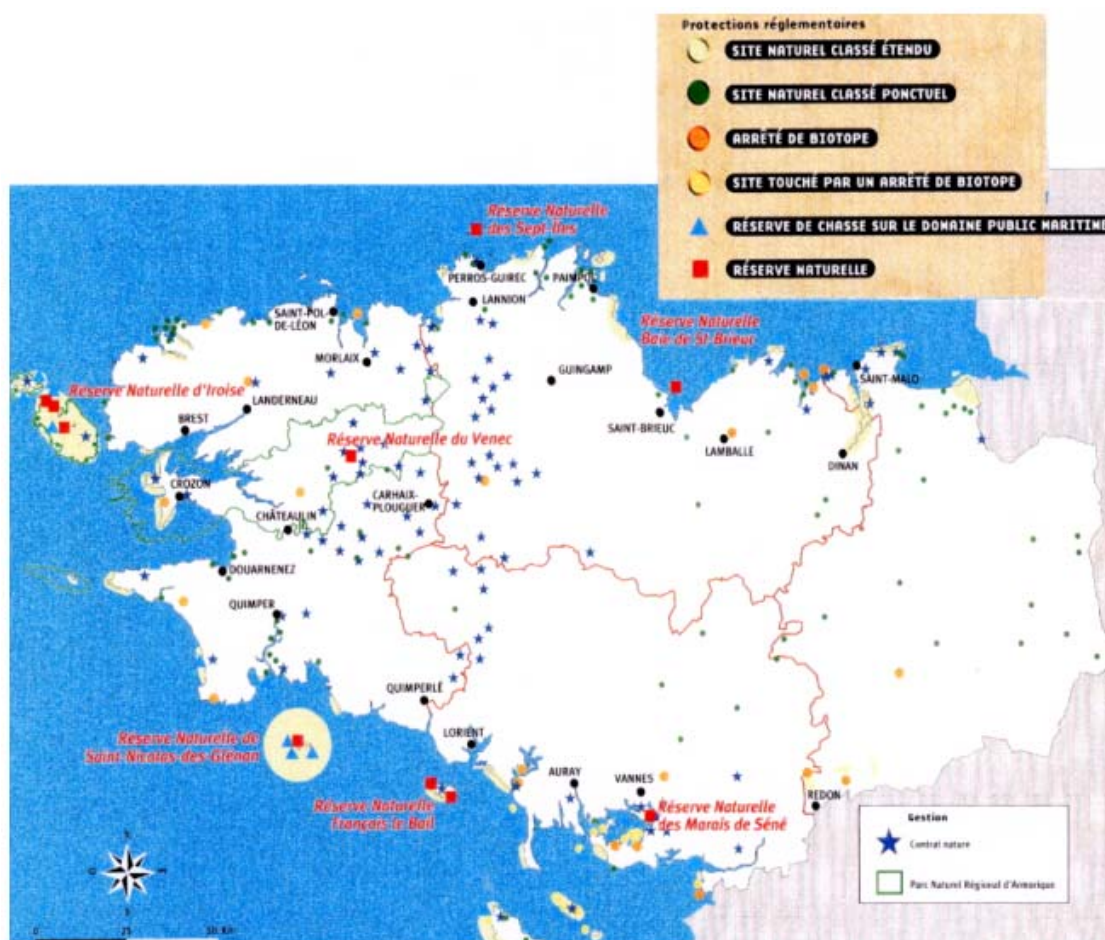 Protections réglementaires
SITE NATUREL CLASSÉ ÉTENDU
SITE NATUREL CLASSÉ PONCTUEL
ARRÊTÉ DE BIOTOPE
SITE TOUCHÉ PAR UN ARRÊTÉ DE BIOTOPE
RÉSERVE DE CHASSE SUR LE DOMAINE PUBLIC MARITIME
RÉSERVE NATURELLE
Réserve Naturelle
des Sept-Îles
PERROS-GUIREC
PAIMPOL
LANNION
SAINT-POL-
DE-LÉON
MORLAIX
Réserve Naturelle
Baie de St-Brieuc
GUINGAMP
SAINT-MALO
Réserve Naturelle d'Iroise
LANDERNEAU
BREST
SAINT-BRIEUC
LAMBALLE
DINAN
Réserve Naturelle du Venec
CROZON
CARHAIX-
PLOUGUER
CHÂTEAULIN
DOUARNENEZ
QUIMPER
QUIMPERLÉ
LORIENT
Réserve Naturelle de
Saint-Nicolas-des-Glénan
AURAY
VANNES
REDON
Réserve Naturelle
François-le-Bail
Réserve Naturelle
des Marais de Séné
Gestion
Contrat nature
Parc Naturel Régional d'Armorique
0
25
50 Km